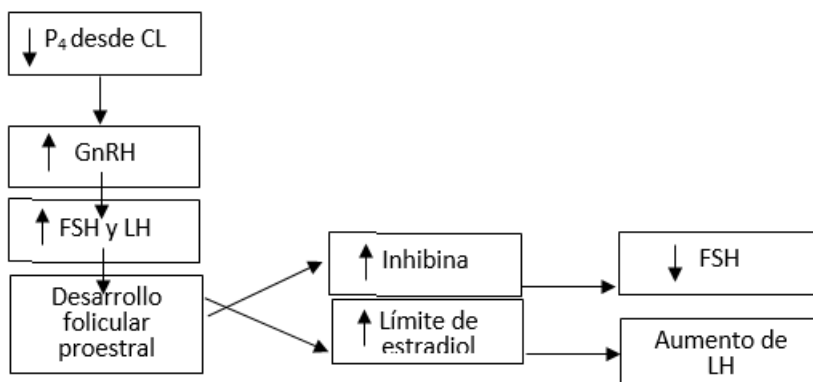 P₄ desde CL
GnRH
FSH y LH
Desarrollo
folicular
proestral
Inhibina
Límite de
estradiol
FSH
Aumento de
LH